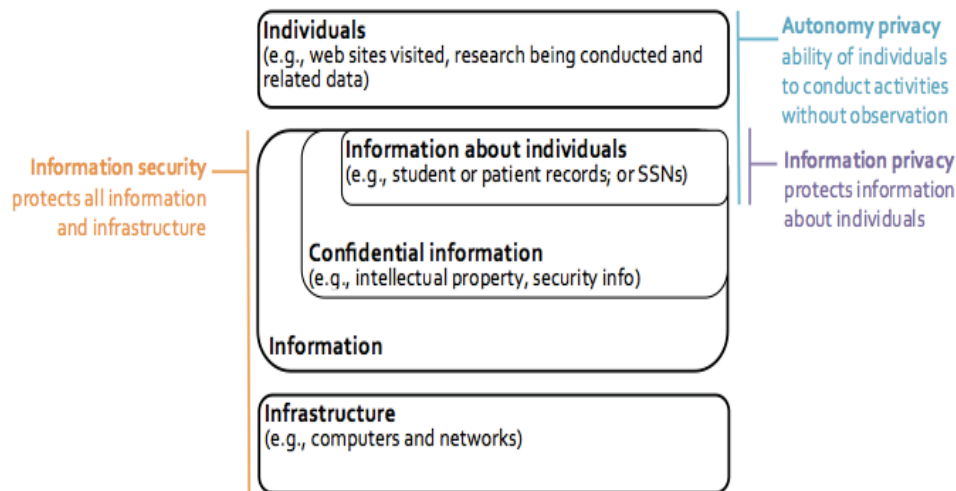 Individuals
(e.g., web sites visited, research being conducted and
related data)
Autonomy privacy
ability of individuals
to conduct activities
without observation
Information about individuals
(e.g., student or patient records; or SSNs)
Information privacy
protects information
about individuals
Information security
protects all information
and infrastructure
Confidential information
(e.g., intellectual property, security info)
Information
Infrastructure
(e.g., computers and networks)